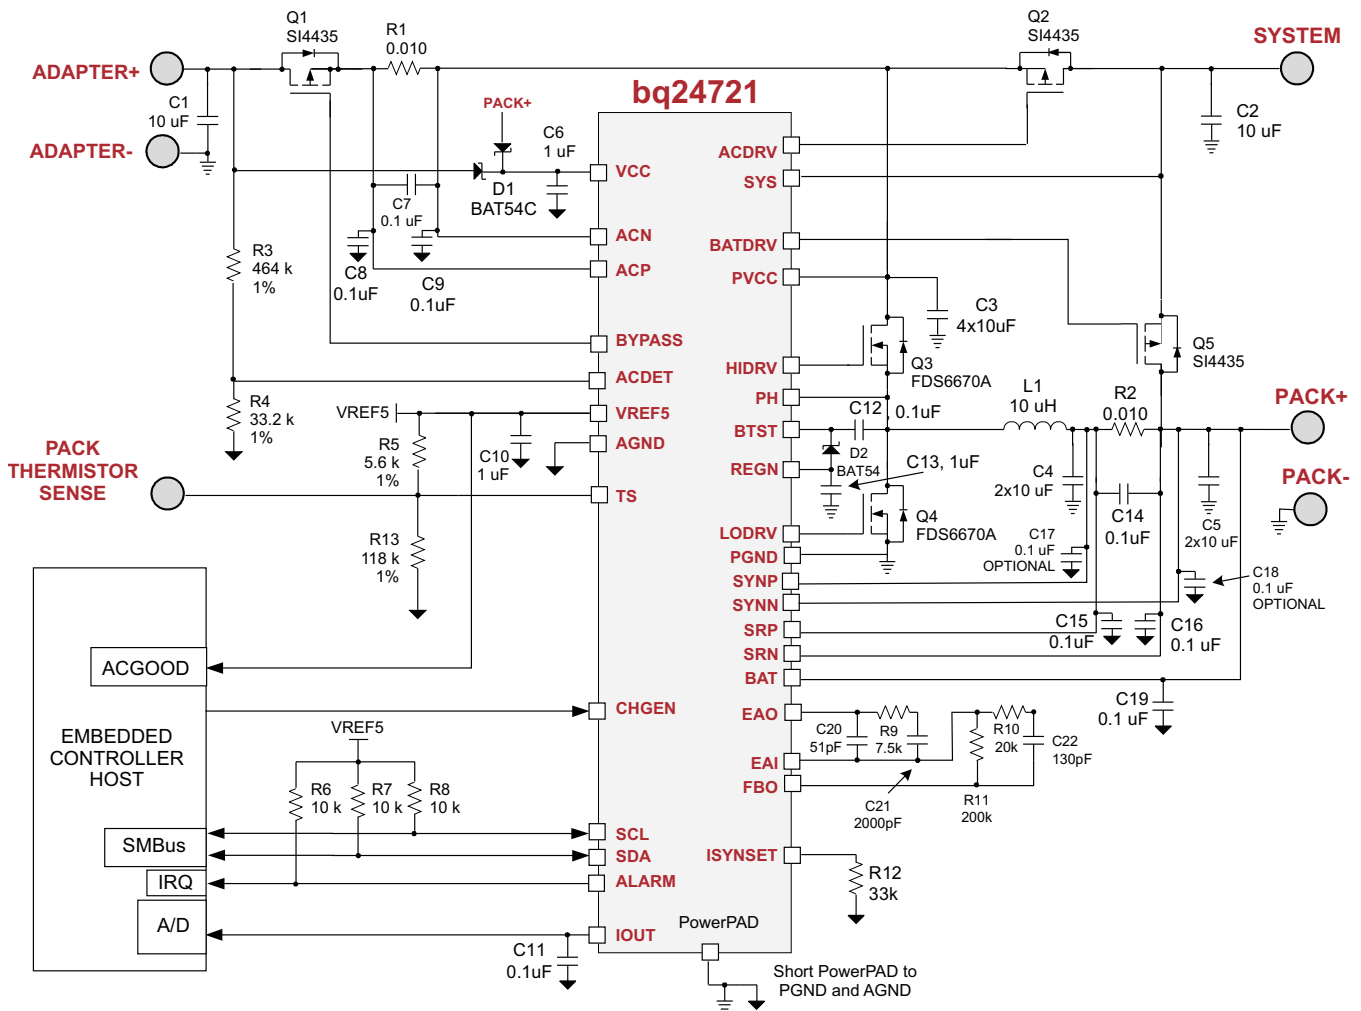 Q1
SI4435
R1
0.010
Q2
SI4435
SYSTEM
ADAPTER+
C1
10 uF
ADAPTER-
PACK+
C6
1 uF
bq24721
C2
10 uF
D1
BAT54C
C7
0.1 uF
R3
464 k
1%
C8
0.1uF
C9
0.1uF
VCC
ACN
ACP
BYPASS
ACDET
VREF5
AGND
TS
CHGEN
SCL
SDA
ALARM
IOUT
ACDRV
SYS
BATDRV
PVCC
HIDRV
PH
BTST
REGN
LODRV
PGND
SYNP
SYNN
SRP
SRN
BAT
EAO
EAI
FBO
ISYNSET
PowerPAD
C3
4x10uF
Q3
FDS6670A
Q5
SI4435
R4
33.2 k
1%
VREF5
R5
5.6 k
1%
C10
1 uF
PACK
THERMISTOR
SENSE
R13
118 k
1%
C12
0.1uF
D2
BAT54
C13, 1uF
L1
10 uH
R2
0.010
PACK+
PACK-
C4
2x10 uF
C14
0.1uF
C5
2x10 uF
Q4
FDS6670A
C17
0.1 uF
OPTIONAL
C18
0.1 uF
OPTIONAL
C15
0.1uF
C16
0.1 uF
C19
0.1 uF
ACGOOD
EMBEDDED
CONTROLLER
HOST
VREF5
R6
10 k
R7
10 k
R8
10 k
SMBus
IRQ
A/D
C11
0.1uF
C20
51pF
R9
7.5k
R10
20k
C22
130pF
C21
2000pF
R11
200k
R12
33k
Short PowerPAD to
PGND and AGND